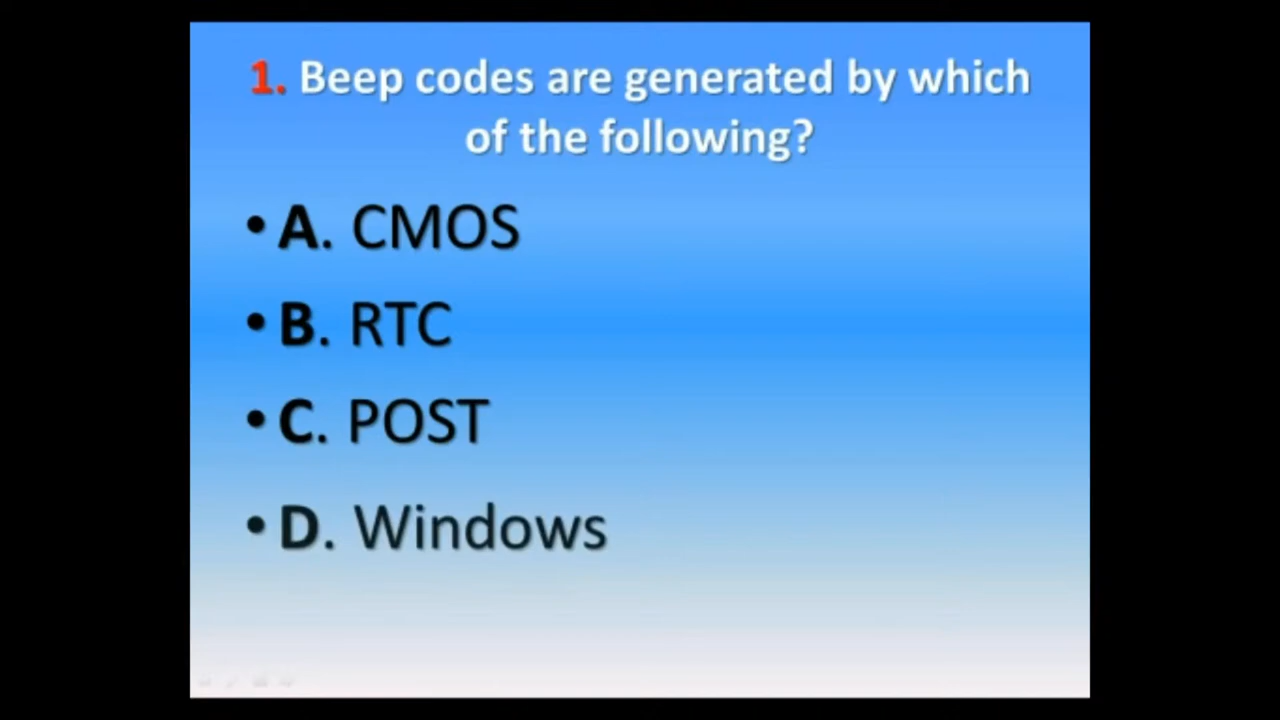 1. Beep codes are generated by which
of the following?
• A. CMOS
• B. RTC
• C. POST
• D. Windows